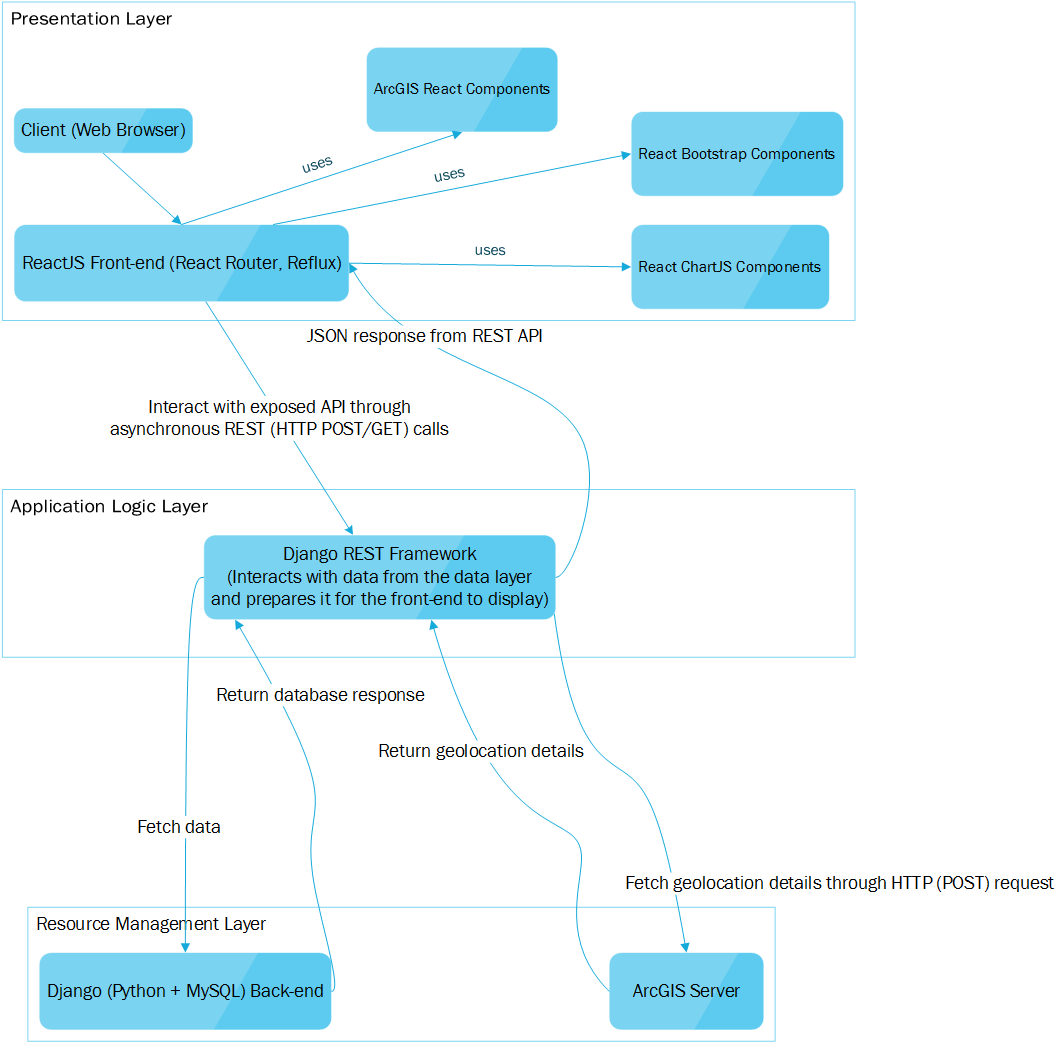 Presentation Layer
ArcGIS React Components
Client (Web Browser)
React Bootstrap Components
uses
uses
uses
ReactJS Front-end (React Router, Reflux)
React ChartJS Components
JSON response from REST API
Interact with exposed API through
asynchronous REST (HTTP POST/GET) calls
Application Logic Layer
Django REST Framework
(Interacts with data from the data layer
and prepares it for the front-end to display)
Return database response
Return geolocation details
Fetch data
Fetch geolocation details through HTTP (POST) request
Resource Management Layer
Django (Python + MySQL) Back-end
ArcGIS Server